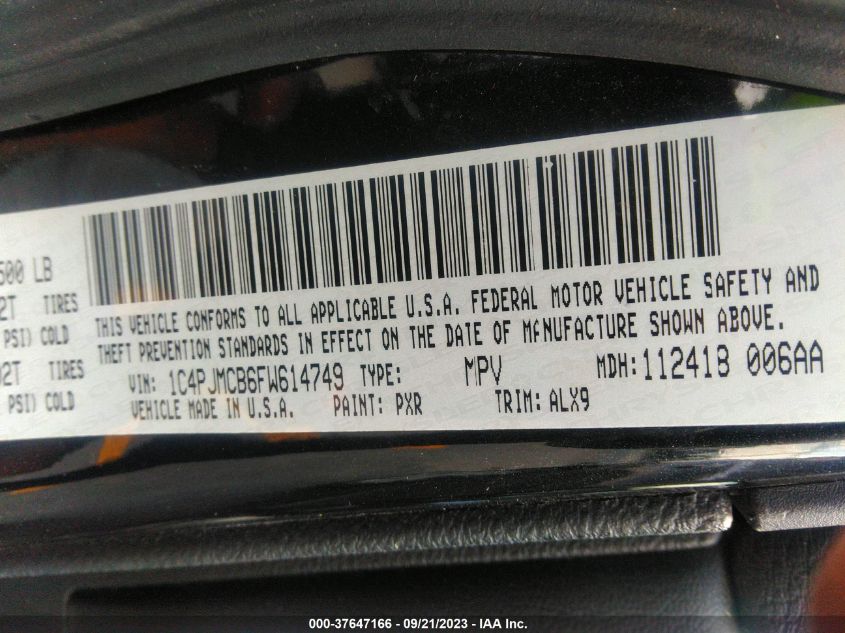 500 LB
2T TIRES
PSI) COLD
02T TIRES
PSI) COLD
THIS VEHICLE CONFORMS TO ALL APPLICABLE U.S.A. FEDERAL MOTOR VEHICLE SAFETY AND
THEFT PREVENTION STANDARDS IN EFFECT ON THE DATE OF MANUFACTURE SHOWN ABOVE.
VIN: 1C4PJMCB6FW614749 TYPE: MPV MDH: 112418 006AA
VEHICLE MADE IN U.S.A. PAINT: PXR TRIM: ALX9
000-37647166 - 09/21/2023 - IAA Inc.